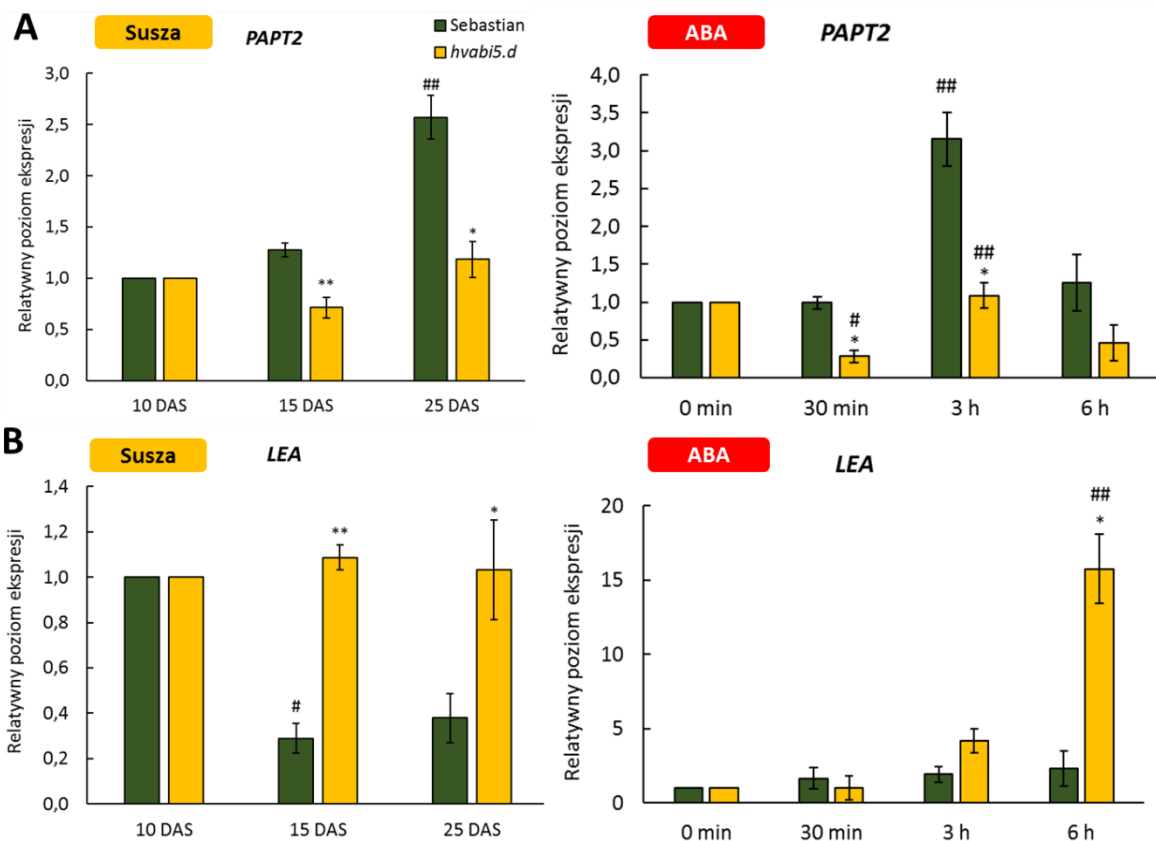 A
Susza
PAPT2
Sebastian
hvabi5.d
Relatywny poziom ekspresji
3,0
2,5
2,0
1,5
1,0
0,5
0,0
##
**
*
10 DAS
15 DAS
25 DAS
ABA
PAPT2
Relatywny poziom ekspresji
4,0
3,5
3,0
2,5
2,0
1,5
1,0
0,5
0,0
#
*
##
##
*
0 min
30 min
3 h
6 h
B
Susza
LEA
Relatywny poziom ekspresji
1,4
1,2
1,0
0,8
0,6
0,4
0,2
0,0
#
**
*
10 DAS
15 DAS
25 DAS
ABA
LEA
Relatywny poziom ekspresji
20
15
10
5
0
##
*
0 min
30 min
3 h
6 h